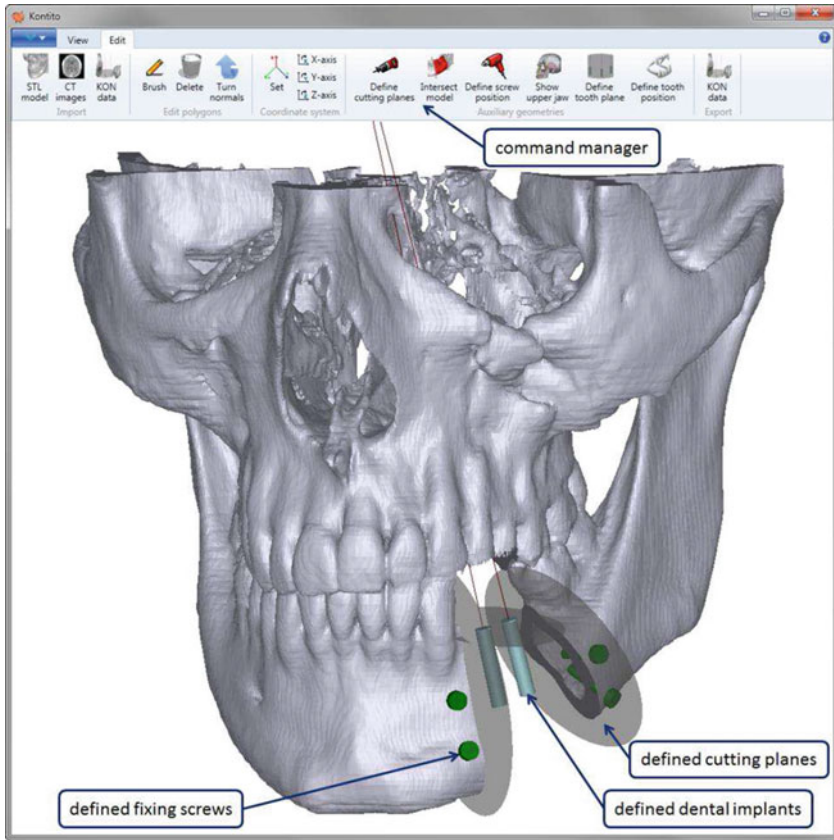 Kontito
View Edit
STL model
CT images
KON data
Import
Brush
Delete
Turn normals
Edit polygons
Set
X-axis
Y-axis
Z-axis
Coordinate system
Define cutting planes
Intersect model
Define screw position
Show upper jaw
Define tooth plane
Define tooth position
Auxiliary geometries
KON data
Export
command manager
defined cutting planes
defined fixing screws
defined dental implants